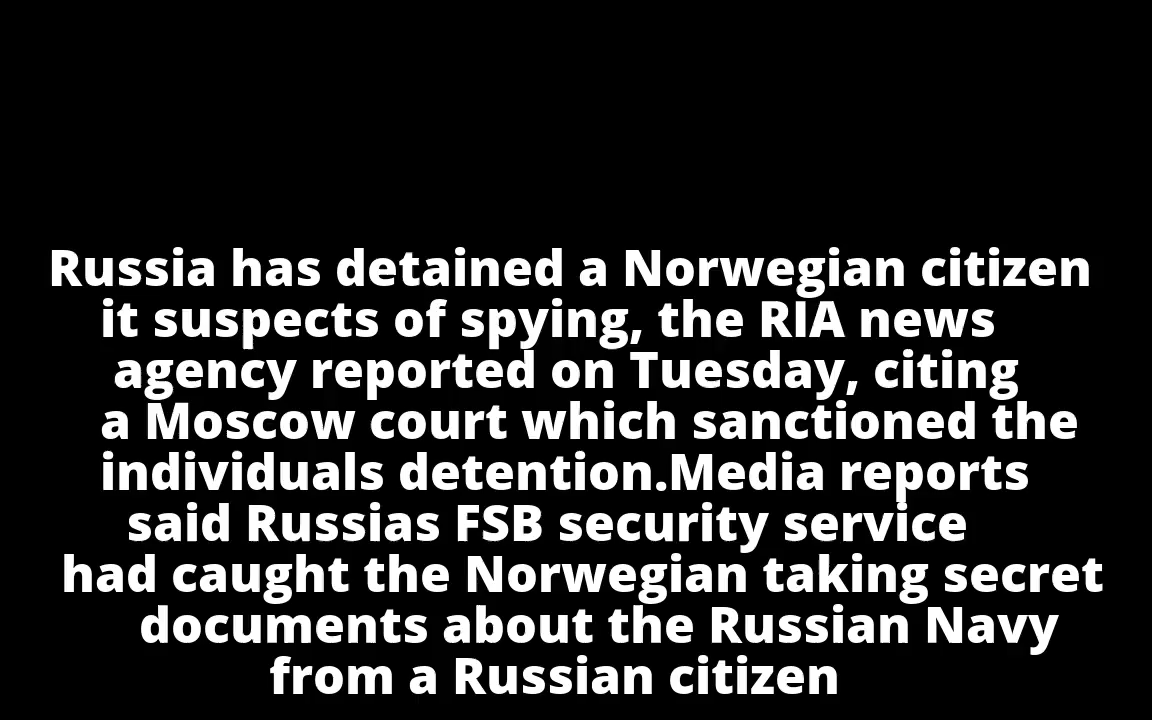 Russia has detained a Norwegian citizen
it suspects of spying, the RIA news
agency reported on Tuesday, citing
a Moscow court which sanctioned the
individuals detention.Media reports
said Russias FSB security service
had caught the Norwegian taking secret
documents about the Russian Navy
from a Russian citizen